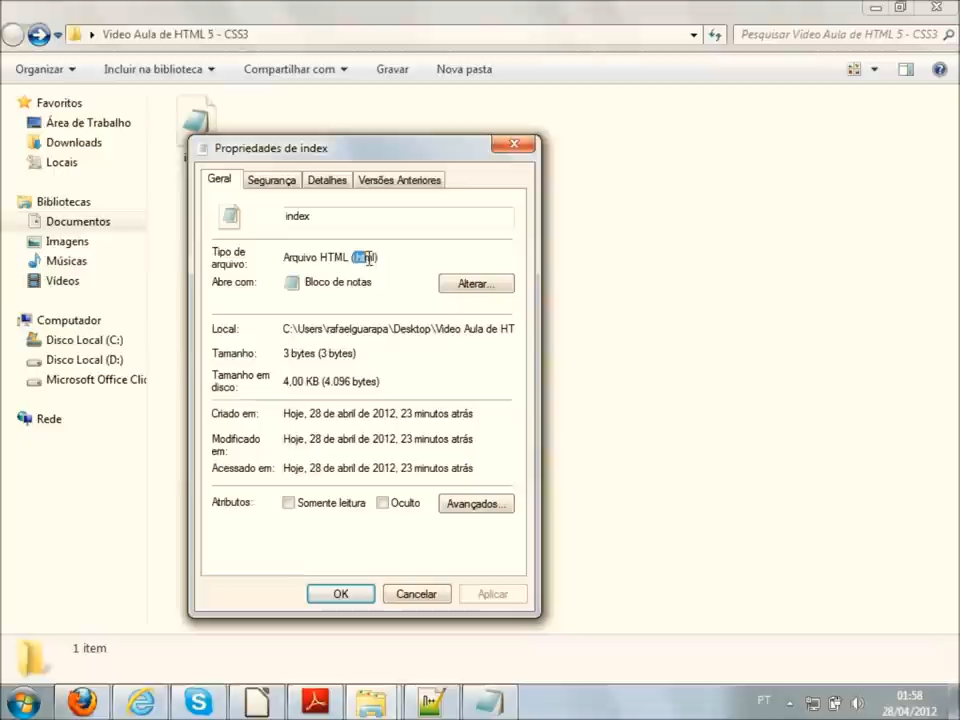 Video Aula de HTML 5 - CSS3
Pesquisar Video Aula de HTML 5 - CSS3
Organizar
Incluir na biblioteca
Compartilhar com
Gravar
Nova pasta
Favoritos
Área de Trabalho
Downloads
Locais
Bibliotecas
Documentos
Imagens
Músicas
Vídeos
Computador
Disco Local (C:)
Disco Local (D:)
Microsoft Office Clic
Rede
Propriedades de index
Geral
Segurança
Detalhes
Versões Anteriores
index
Tipo de arquivo:
Arquivo HTML (.html)
Abre com:
Bloco de notas
Alterar...
Local:
C:\Users\rafaelguarapa\Desktop\Video Aula de HT
Tamanho:
3 bytes (3 bytes)
Tamanho em disco:
4,00 KB (4.096 bytes)
Criado em:
Hoje, 28 de abril de 2012, 23 minutos atrás
Modificado em:
Hoje, 28 de abril de 2012, 23 minutos atrás
Acessado em:
Hoje, 28 de abril de 2012, 23 minutos atrás
Atributos:
Somente leitura
Oculto
Avançados...
OK
Cancelar
Aplicar
1 item
PT
01:58
28/04/2012